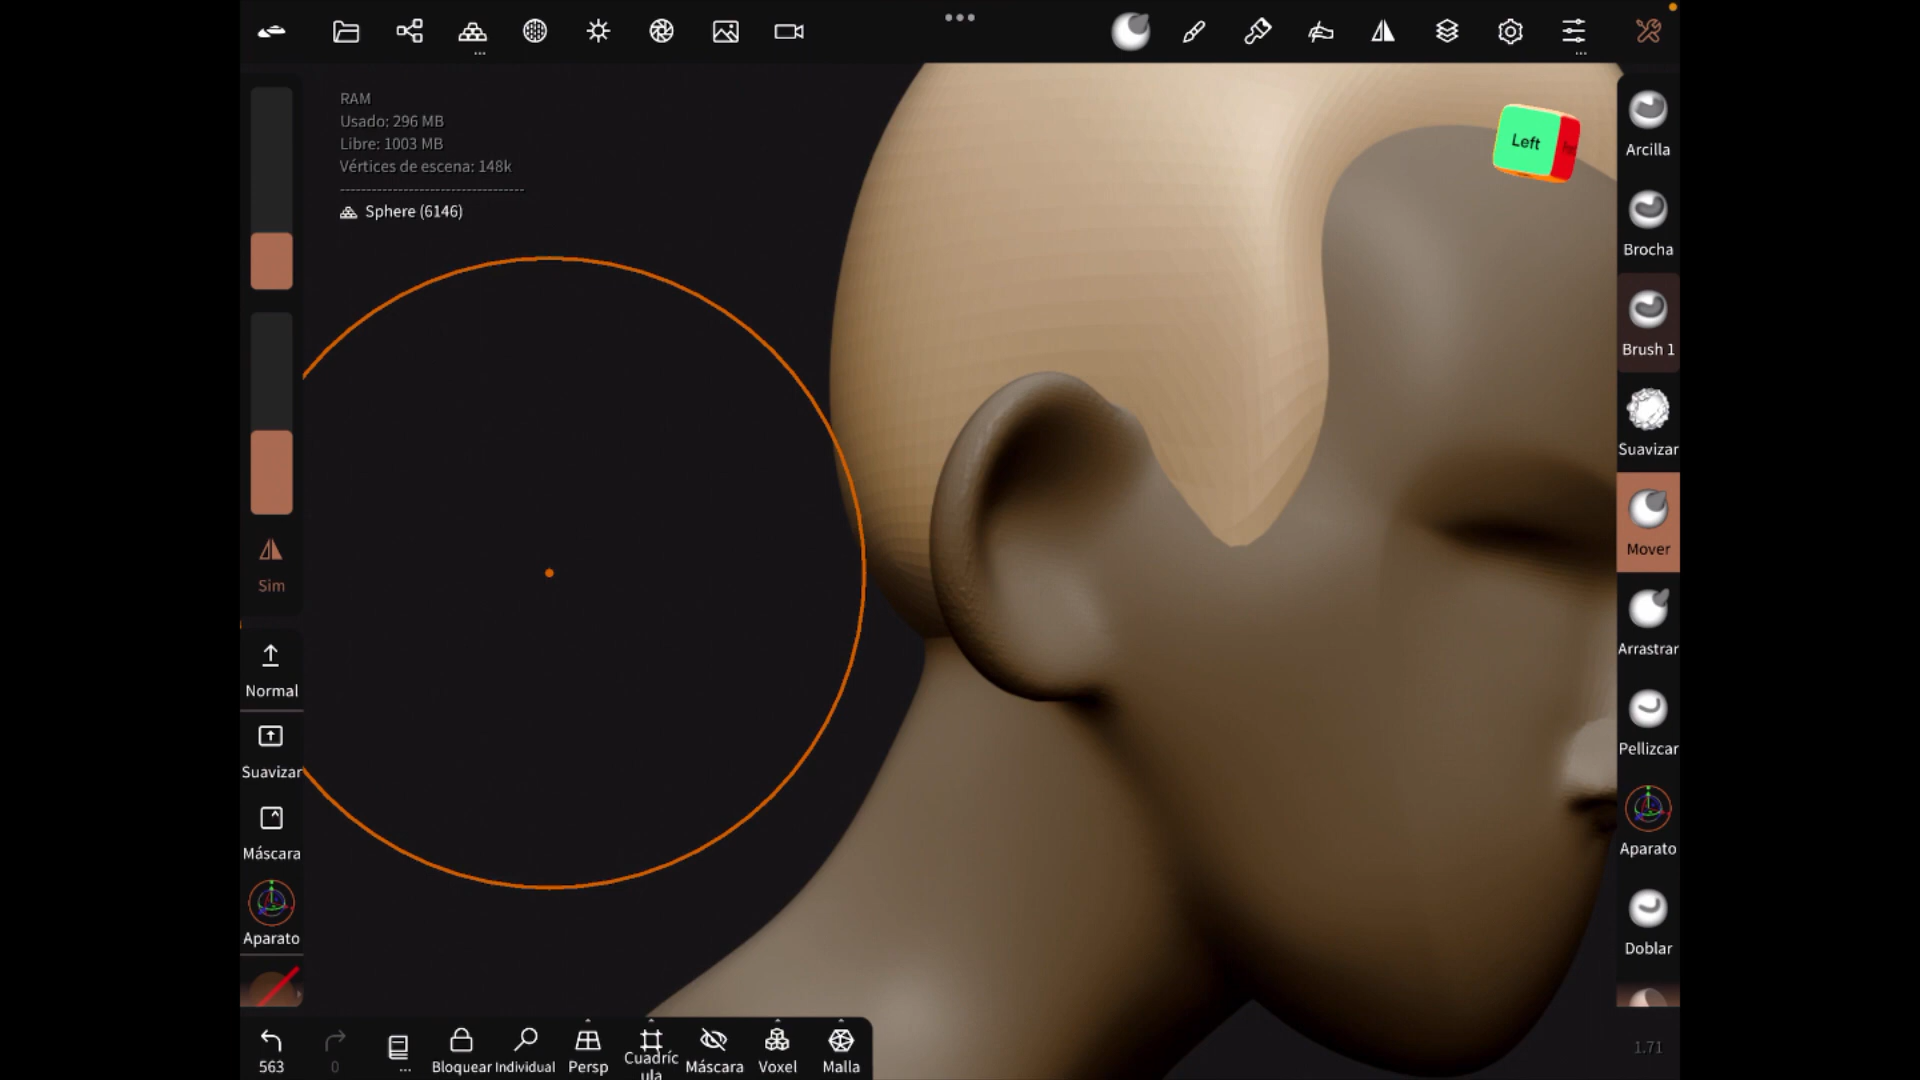 RAM
Usado: 296 MB
Libre: 1003 MB
Vértices de escena: 148k
-------------------------------------
Sphere (6146)
Left
Sim
Normal
Suavizar
Máscara
Aparato
Arcilla
Brocha
Brush 1
Suavizar
Mover
Arrastrar
Pellizcar
Aparato
Doblar
563
0
...
Bloquear
Individual
Persp
Cuadríc
ula
Máscara
Voxel
Malla
1.71